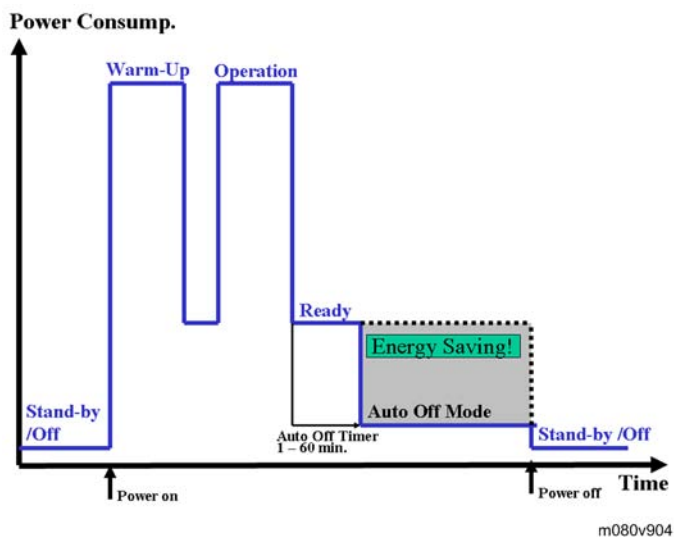 Power Consump.
Warm-Up
Operation
Ready
Energy Saving!
Stand-by
/Off
Auto Off Mode
Auto Off Timer
1 – 60 min.
Stand-by /Off
Power on
Power off
Time
m080v904